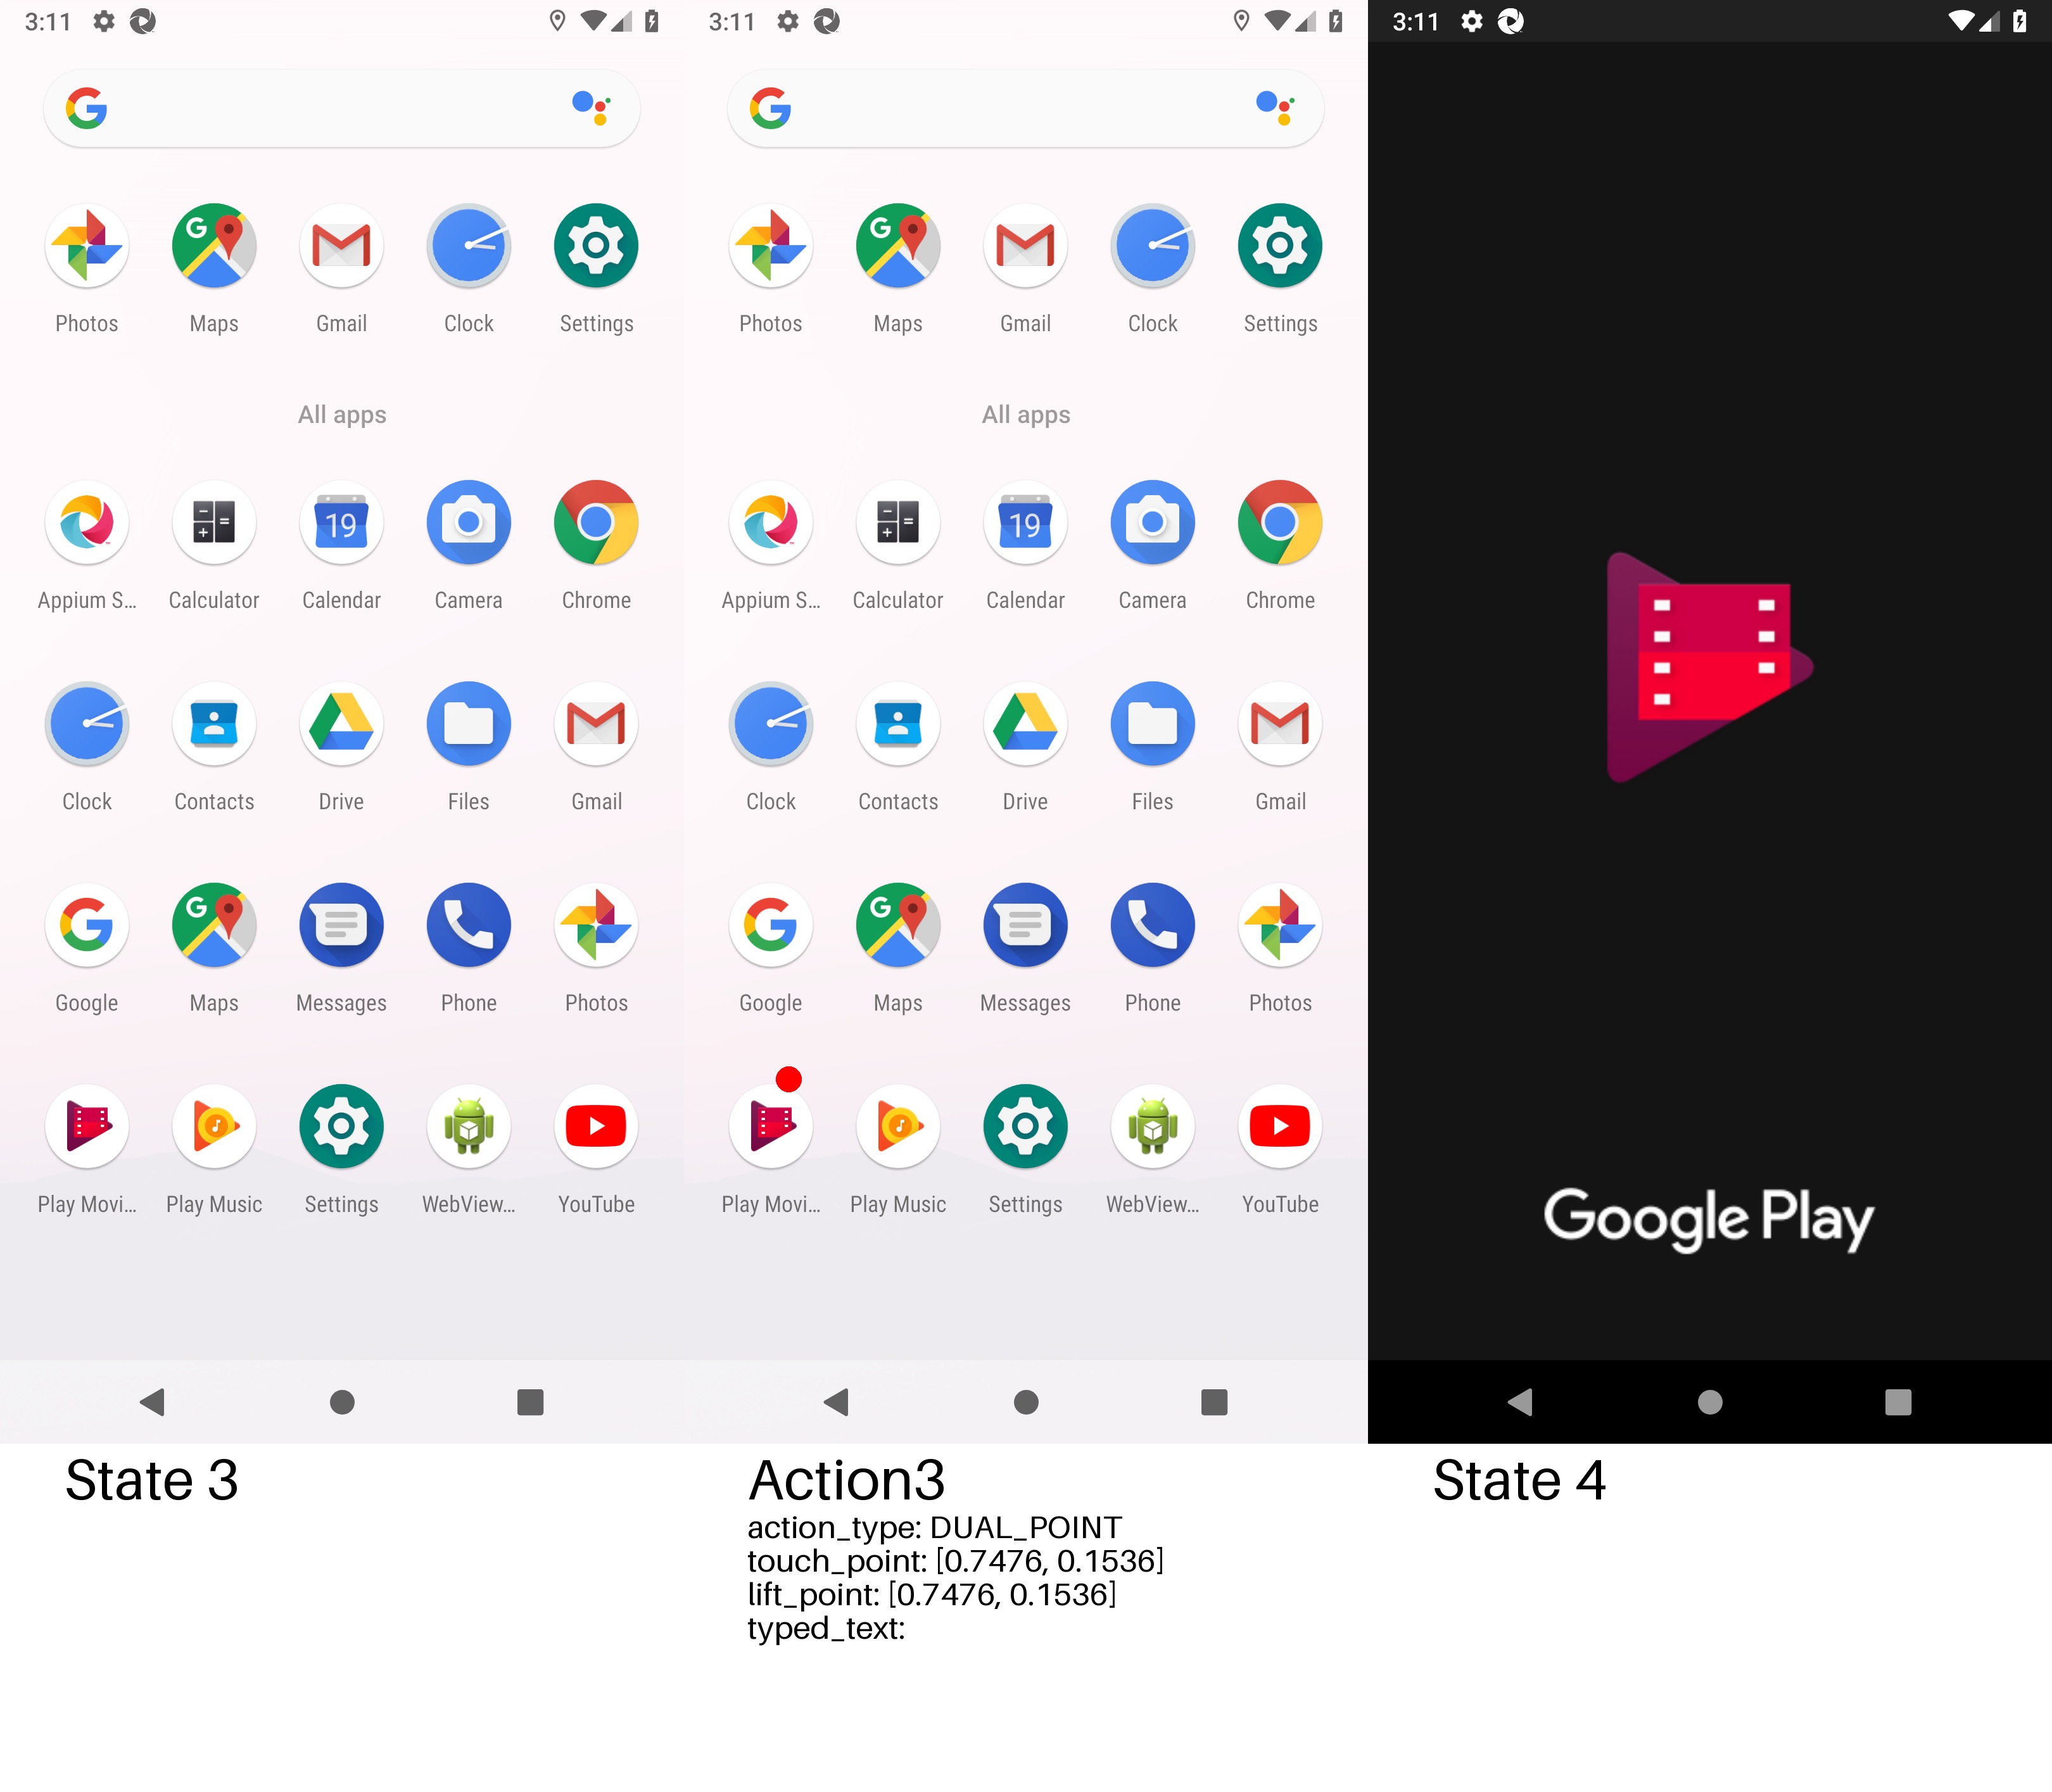 3:11
Photos Maps Gmail Clock Settings
All apps
Appium S... Calculator Calendar Camera Chrome
19
Clock Contacts Drive Files Gmail
Google Maps Messages Phone Photos
Play Movi... Play Music Settings WebView... YouTube
State 3
3:11
Photos Maps Gmail Clock Settings
All apps
Appium S... Calculator Calendar Camera Chrome
19
Clock Contacts Drive Files Gmail
Google Maps Messages Phone Photos
Play Movi... Play Music Settings WebView... YouTube
Action3
action_type: DUAL_POINT
touch_point: [0.7476, 0.1536]
lift_point: [0.7476, 0.1536]
typed_text:
3:11
Google Play
State 4